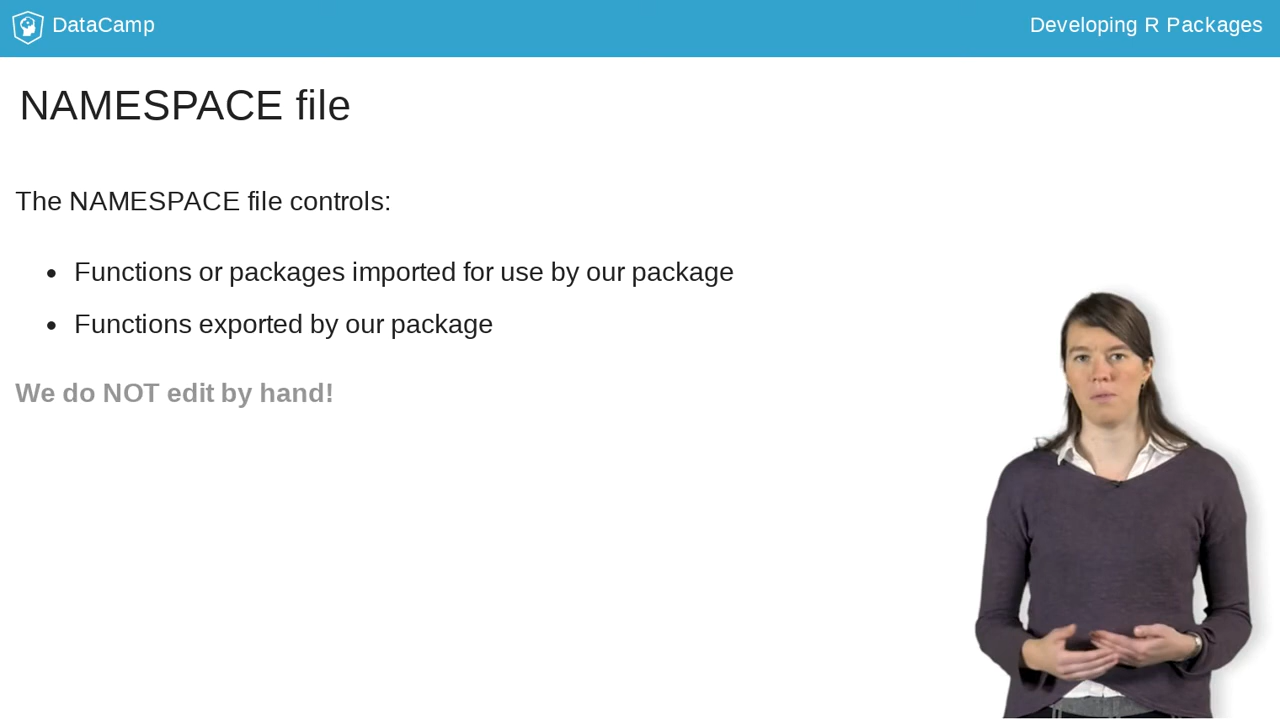 DataCamp
Developing R Packages
NAMESPACE file
The NAMESPACE file controls:
Functions or packages imported for use by our package
Functions exported by our package
We do NOT edit by hand!